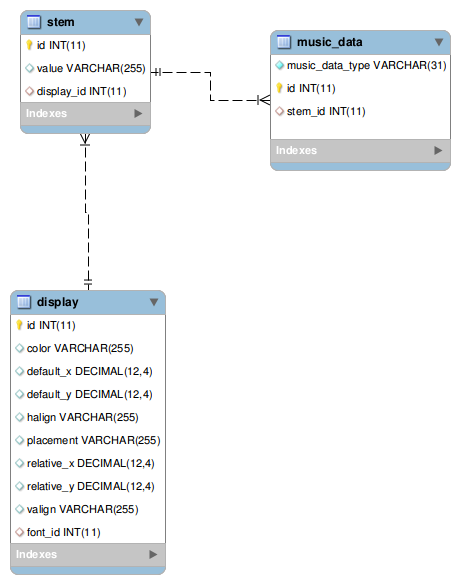 stem
id INT(11)
value VARCHAR(255)
display_id INT(11)
Indexes
music_data
music_data_type VARCHAR(31)
id INT(11)
stem_id INT(11)
Indexes
display
id INT(11)
color VARCHAR(255)
default_x DECIMAL(12,4)
default_y DECIMAL(12,4)
halign VARCHAR(255)
placement VARCHAR(255)
relative_x DECIMAL(12,4)
relative_y DECIMAL(12,4)
valign VARCHAR(255)
font_id INT(11)
Indexes